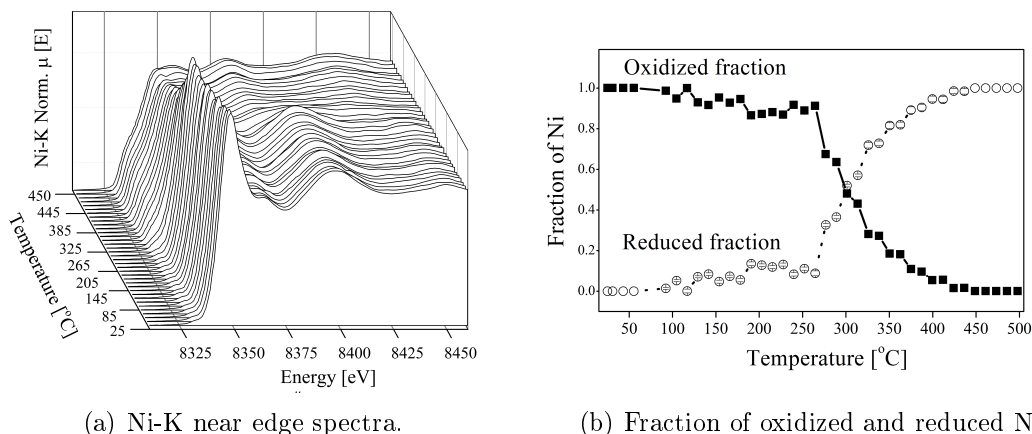 Ni-K Norm. μ [E]
450
445
385
325
265
205
145
85
25
Temperature [°C]
8325
8350
8375
8400
8425
8450
Energy [eV]
(a) Ni-K near edge spectra.
Oxidized fraction
Reduced fraction
Fraction of Ni
1.0
0.8
0.6
0.4
0.2
0.0
50 100 150 200 250 300 350 400 450 500
Temperature [°C]
(b) Fraction of oxidized and reduced N